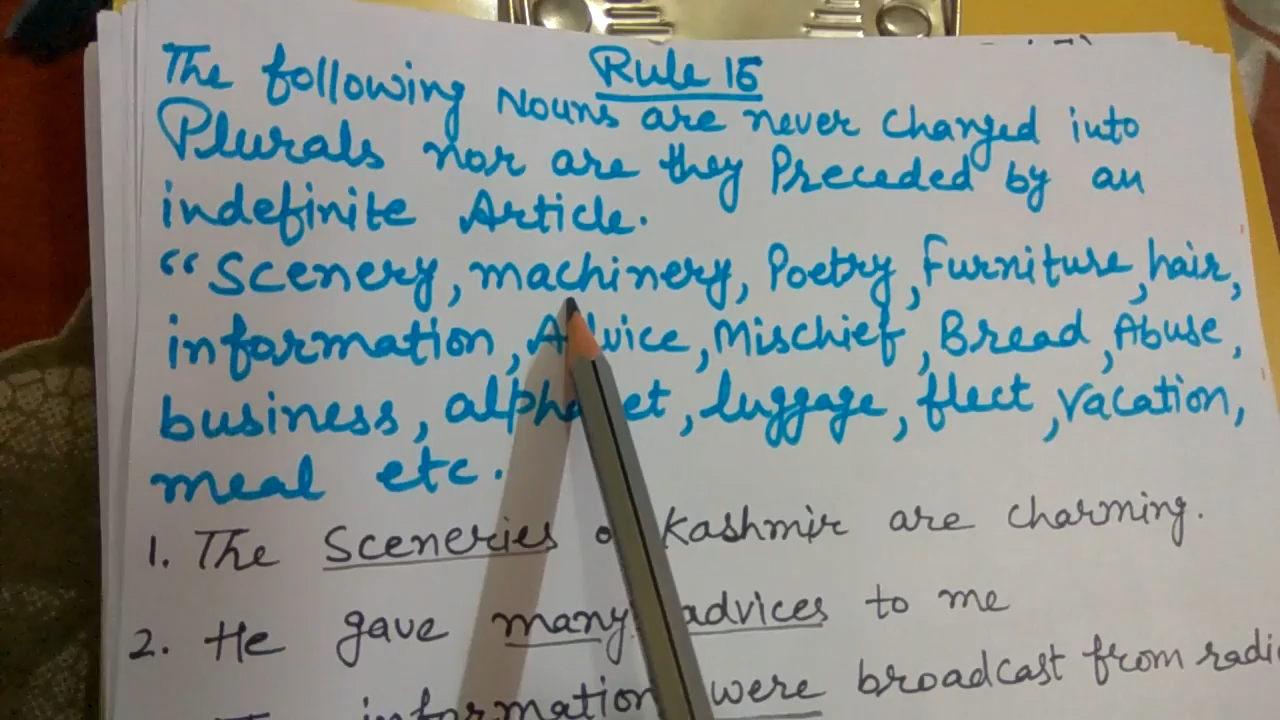 Rule 15
The following Nouns are never changed into
Plurals nor are they Preceded by an
indefinite Article.
“Scenery, machinery, Poetry, Furniture, hair,
information, Advice, Mischief, Bread, Abuse,
business, alphabet, luggage, fleet, vacation,
meal etc.
1. The Sceneries of Kashmir are charming.
2. He gave many advices to me
information were broadcast from radio